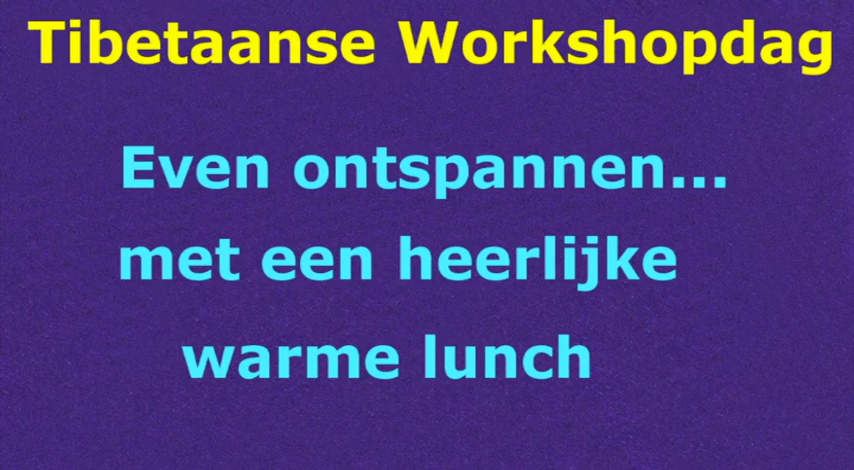 Tibetaanse Workshopdag
Even ontspannen...
met een heerlijke
warme lunch